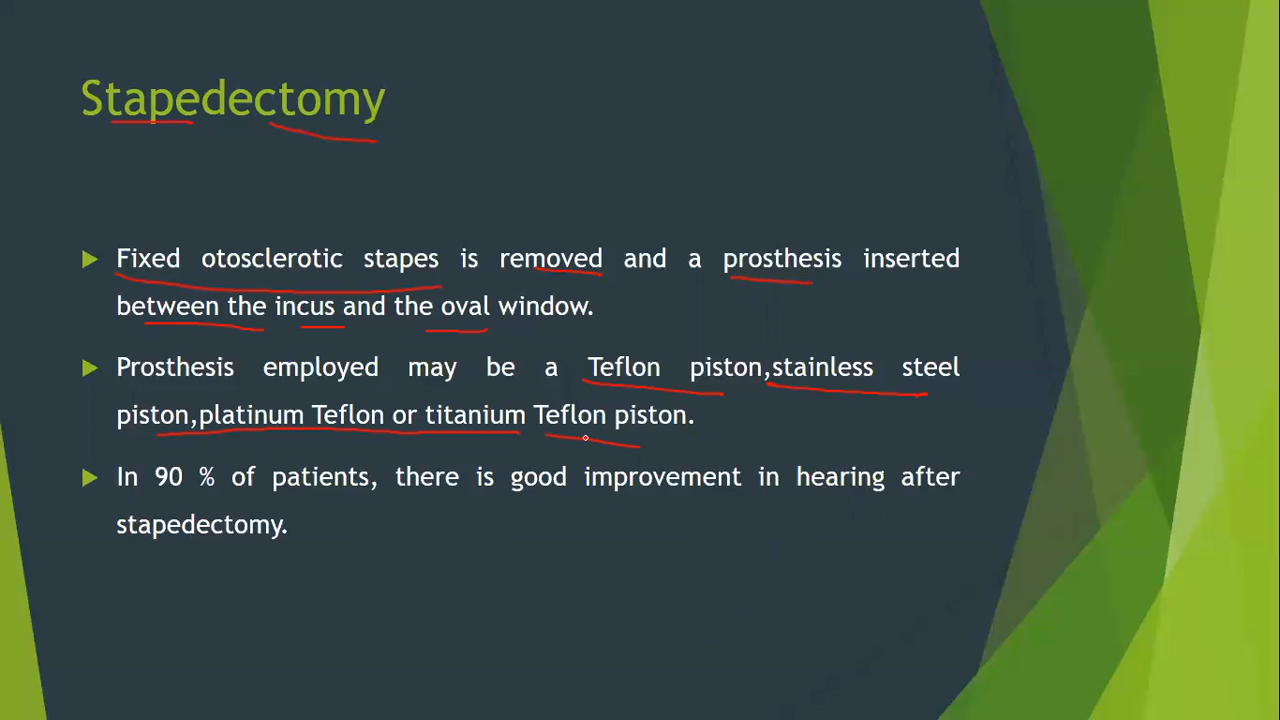 Stapedectomy
Fixed otosclerotic stapes is removed and a prosthesis inserted
between the incus and the oval window.
Prosthesis employed may be a Teflon piston,stainless steel
piston,platinum Teflon or titanium Teflon piston.
In 90 % of patients, there is good improvement in hearing after
stapedectomy.